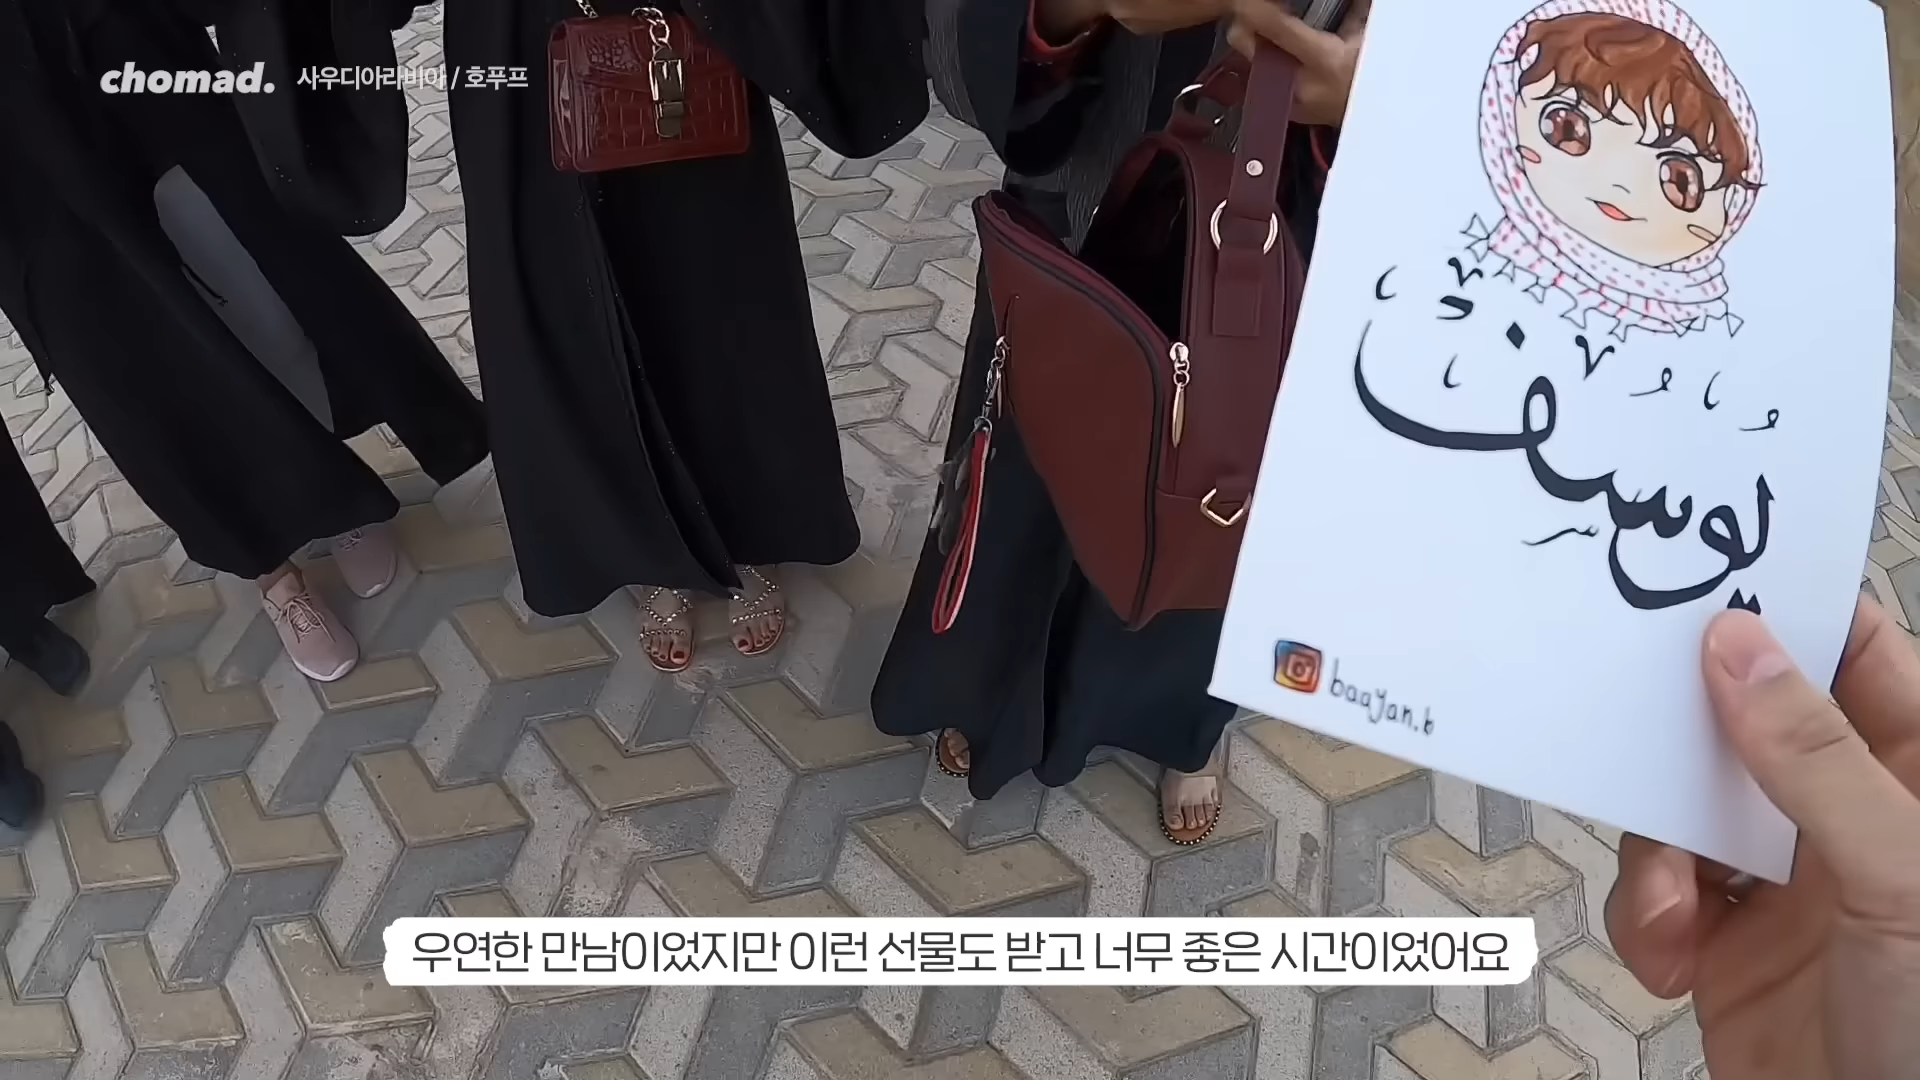 chomad. 사우디아라비아 / 호푸프
يوسف
baayan.b
우연한 만남이었지만 이런 선물도 받고 너무 좋은 시간이었어요